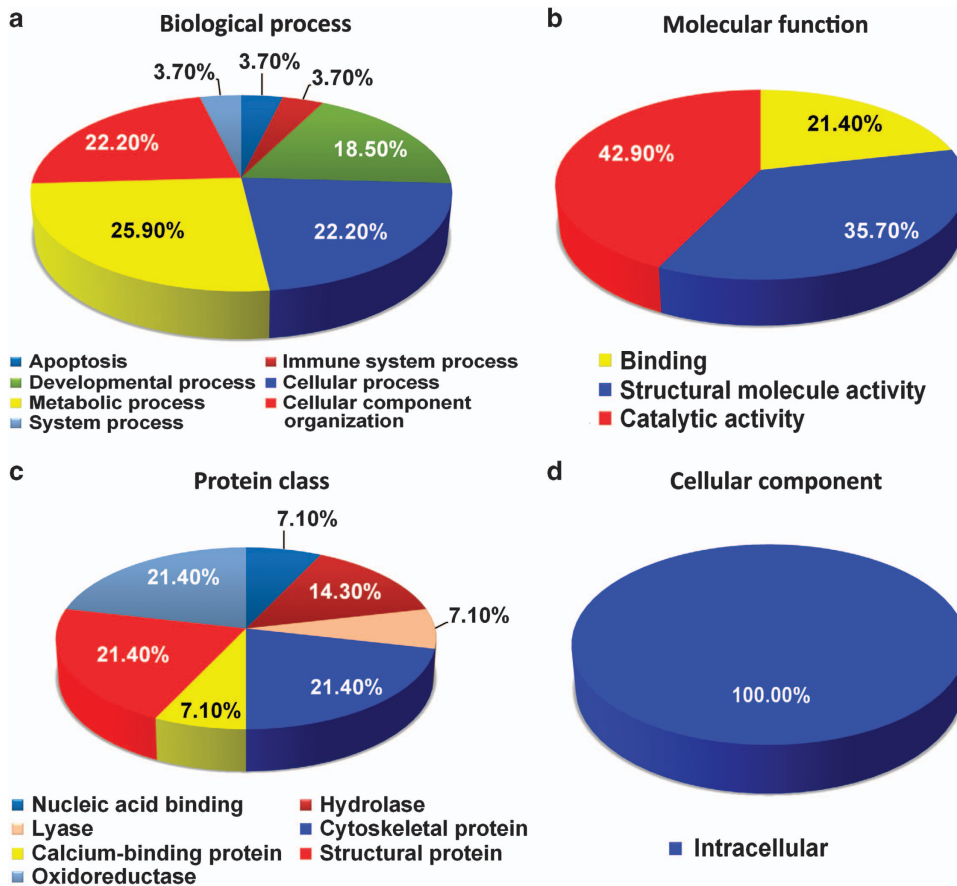 a
Biological process
3.70%
3.70%
3.70%
22.20%
18.50%
25.90%
22.20%
Apoptosis
Immune system process
Developmental process
Cellular process
Metabolic process
Cellular component
organization
System process
b
Molecular function
21.40%
42.90%
35.70%
Binding
Structural molecule activity
Catalytic activity
c
Protein class
7.10%
21.40%
14.30%
7.10%
21.40%
21.40%
7.10%
Nucleic acid binding
Hydrolase
Lyase
Cytoskeletal protein
Calcium-binding protein
Structural protein
Oxidoreductase
d
Cellular component
100.00%
Intracellular